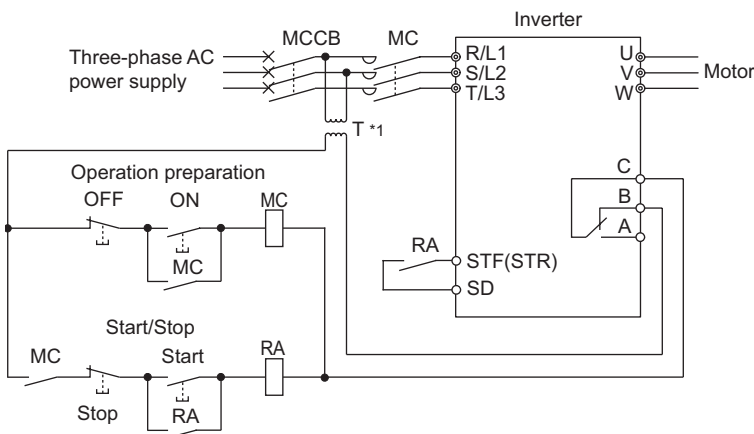 Inverter
Three-phase AC
power supply
MCCB
MC
R/L1
S/L2
T/L3
U
V
W
Motor
T *1
Operation preparation
OFF
ON
MC
MC
C
B
A
RA
STF(STR)
SD
Start/Stop
MC
Start
RA
Stop
RA